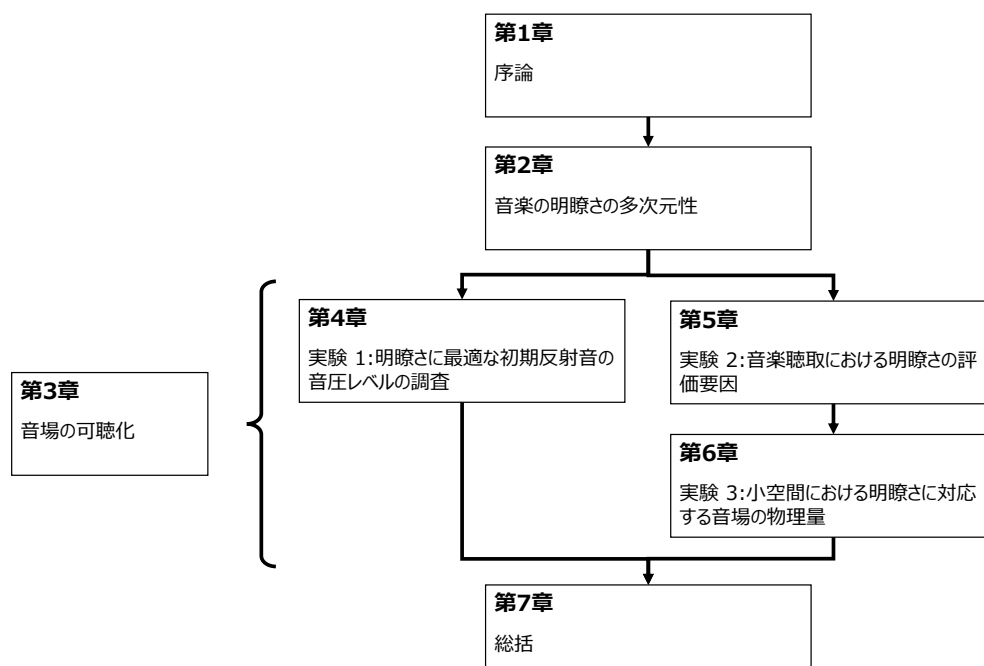 第1章
序論
第2章
音楽の明瞭さの多次元性
第3章
音場の可聴化
第4章
実験 1:明瞭さに最適な初期反射音の
音圧レベルの調査
第5章
実験 2:音楽聴取における明瞭さの評
価要因
第6章
実験 3:小空間における明瞭さに対応
する音場の物理量
第7章
総括